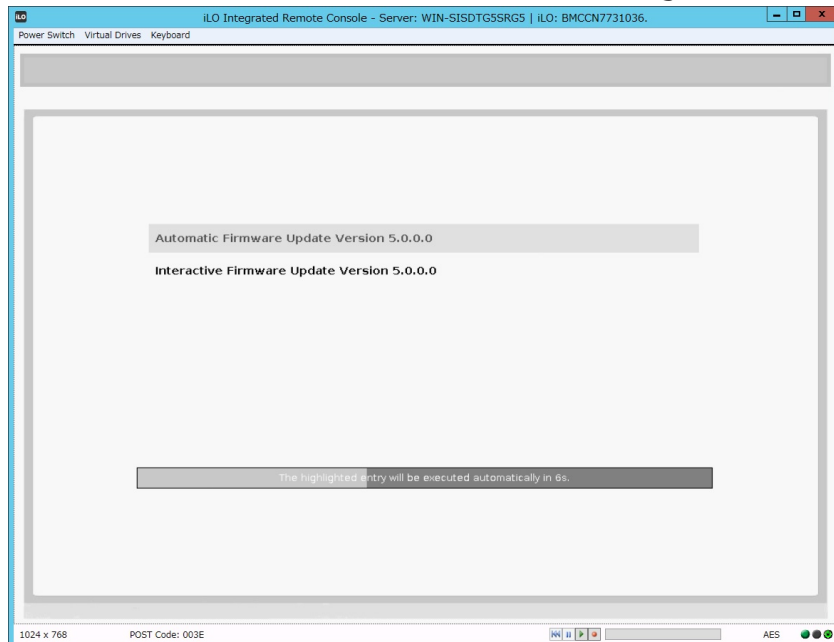 iLO
iLO Integrated Remote Console - Server: WIN-SISDTG5SRG5 | iLO: BMCCN7731036.
Power Switch Virtual Drives Keyboard
Automatic Firmware Update Version 5.0.0.0
Interactive Firmware Update Version 5.0.0.0
The highlighted entry will be executed automatically in 6s.
1024 x 768 POST Code: 003E AES